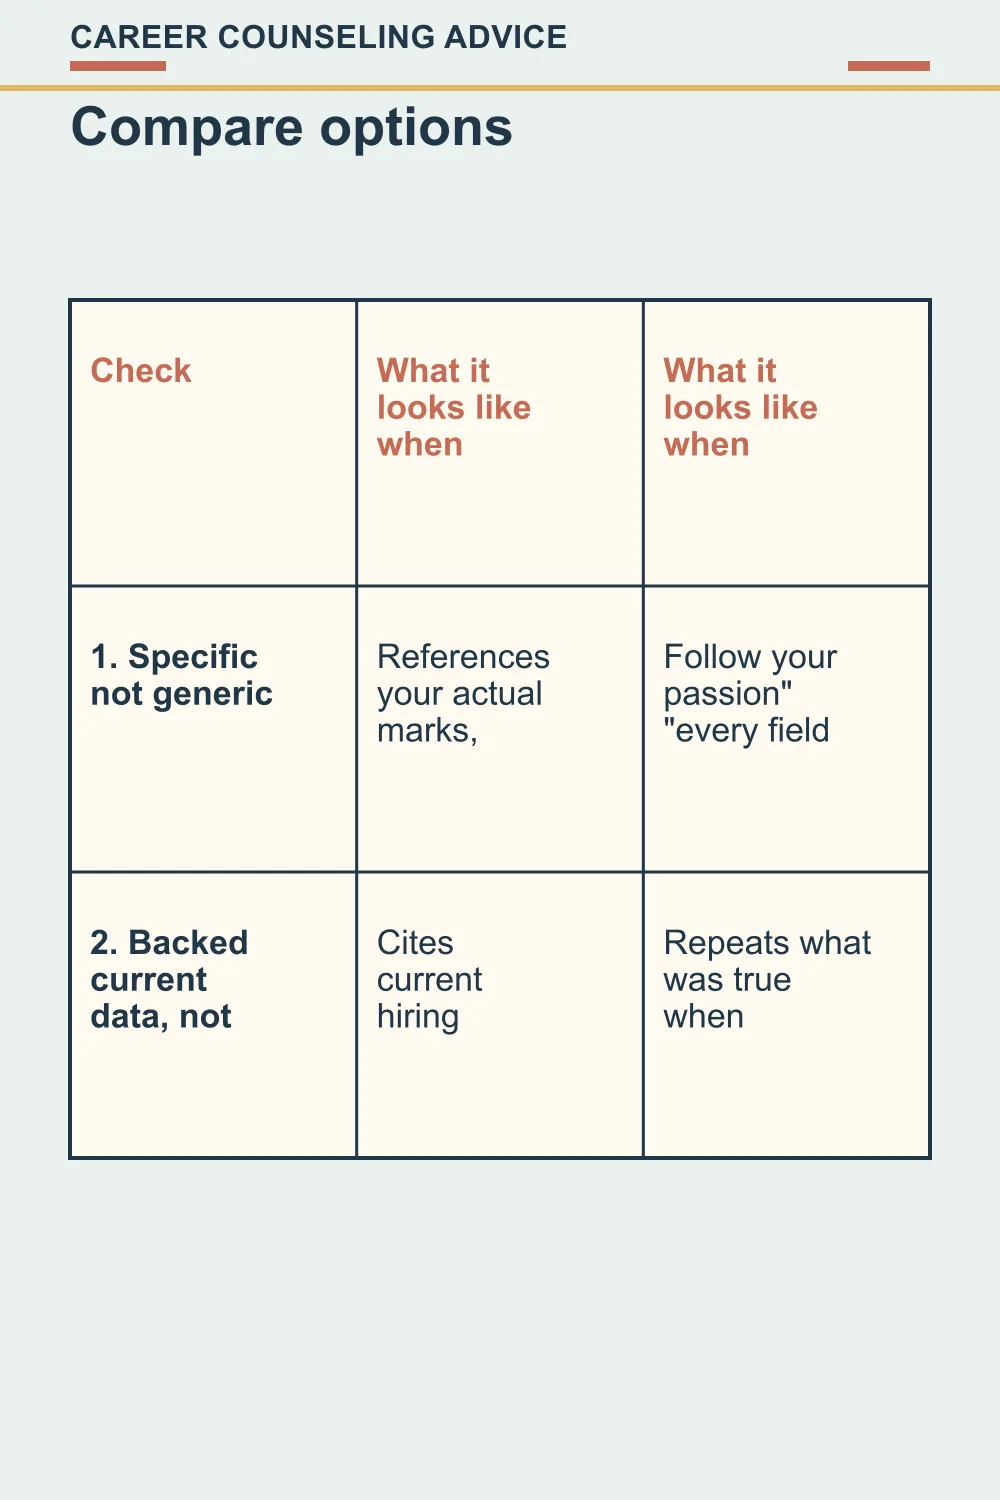 CAREER COUNSELING ADVICE
Compare options
Check
What it
looks like
when
What it
looks like
when
1. Specific
not generic
References
your actual
marks,
Follow your
passion"
"every field
2. Backed
current
data, not
Cites
current
hiring
Repeats what
was true
when